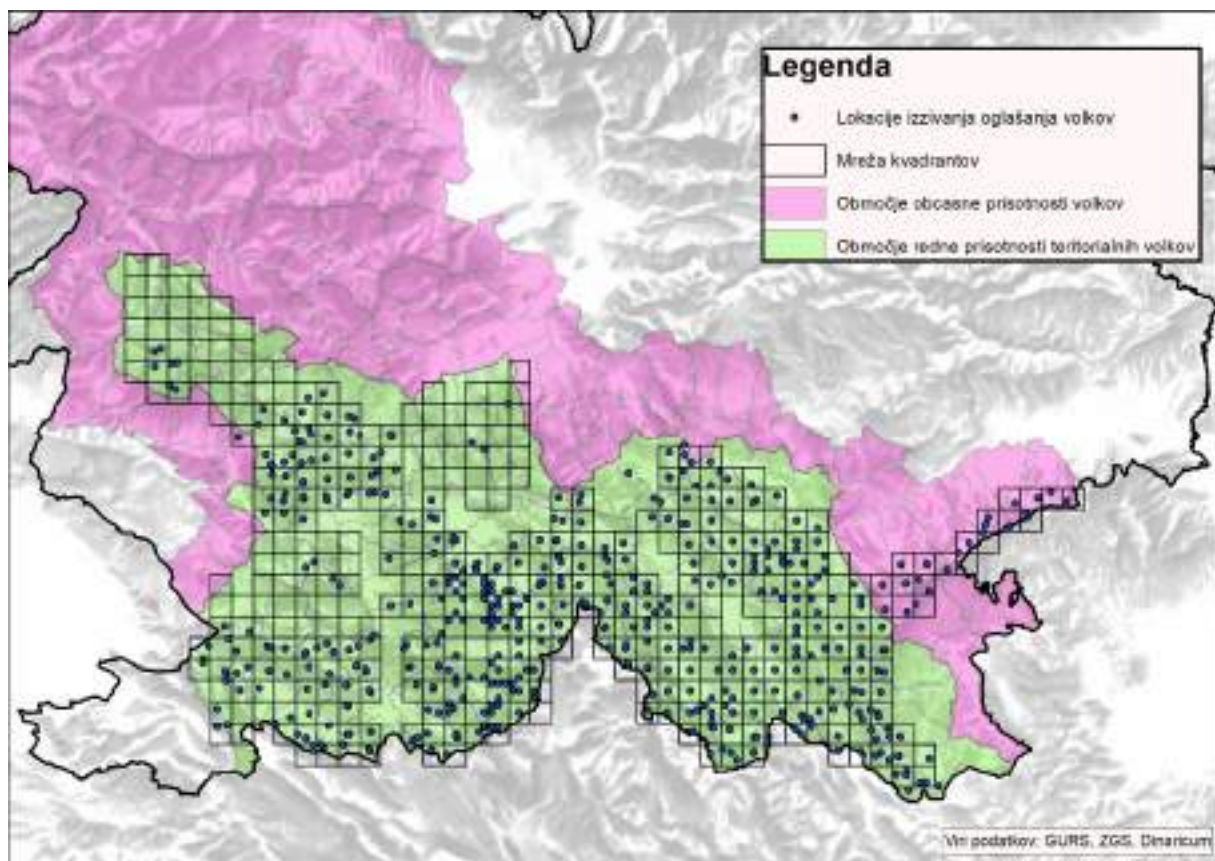 Legenda
Lokacije izzivanja oglašanja volkov
Mreža kvadrantov
Območje obcasne prisotnosti volkov
Območje redne prisotnosti teritorialnih volkov
Viri podatkov: GURS, ZGS, Dinaricum